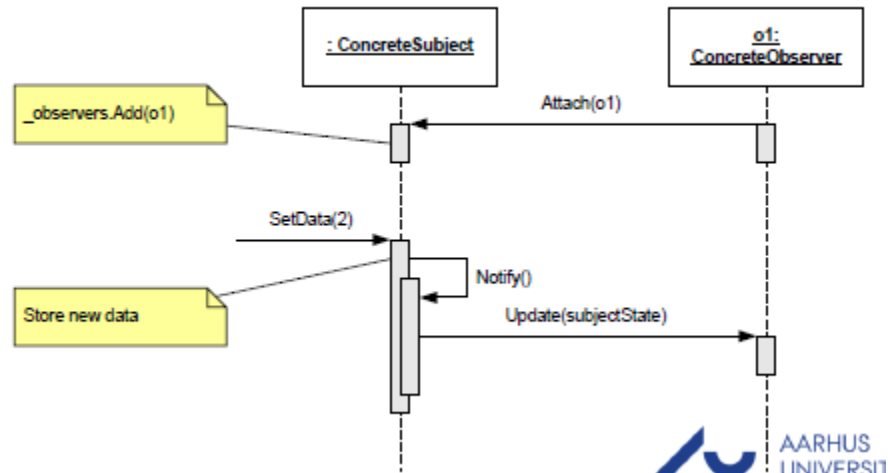 : ConcreteSubject
o1:
ConcreteObserver
_observers.Add(o1)
Attach(o1)
SetData(2)
Notify()
Store new data
Update(subjectState)
AARHUS
UNIVERSIT